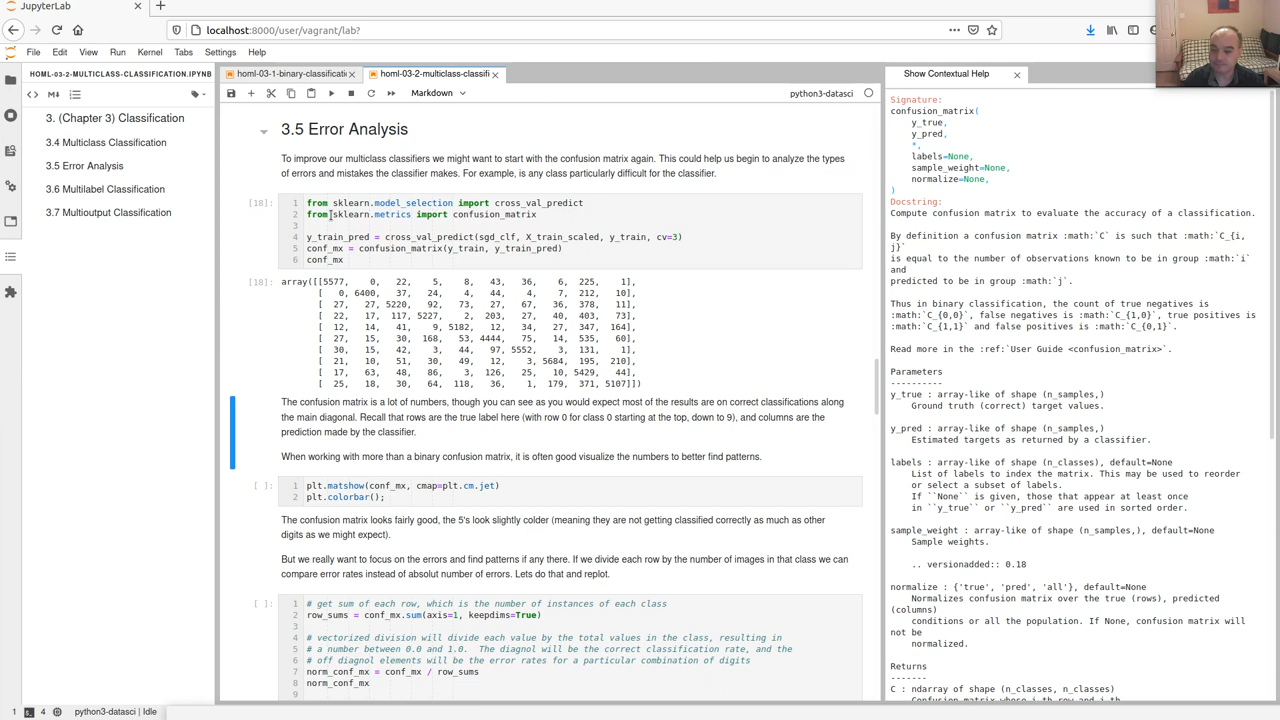 JupyterLab
localhost:8000/user/vagrant/lab?
File Edit View Run Kernel Tabs Settings Help
HOML-03-2-MULTICLASS-CLASSIFICATION.IPYNB
3. (Chapter 3) Classification
3.4 Multiclass Classification
3.5 Error Analysis
3.6 Multilabel Classification
3.7 Multioutput Classification
homl-03-1-binary-classificatio
homl-03-2-multiclass-classifi
Markdown
python3-datasci
3.5 Error Analysis
To improve our multiclass classifiers we might want to start with the confusion matrix again. This could help us begin to analyze the types
of errors and mistakes the classifier makes. For example, is any class particularly difficult for the classifier.
[18]:
1 from sklearn.model_selection import cross_val_predict
2 from sklearn.metrics import confusion_matrix
3
4 y_train_pred = cross_val_predict(sgd_clf, X_train_scaled, y_train, cv=3)
5 conf_mx = confusion_matrix(y_train, y_train_pred)
6 conf_mx
[18]:
array([[5577, 0, 22, 5, 8, 43, 36, 6, 225, 1],
[ 0, 6400, 37, 24, 4, 44, 4, 7, 212, 10],
[ 27, 27, 5220, 92, 73, 27, 67, 36, 378, 11],
[ 22, 17, 117, 5227, 2, 203, 27, 40, 403, 73],
[ 12, 14, 41, 9, 5182, 12, 34, 27, 347, 164],
[ 27, 15, 30, 168, 53, 4444, 75, 14, 535, 60],
[ 30, 15, 42, 3, 44, 97, 5552, 3, 131, 1],
[ 21, 10, 51, 30, 49, 12, 3, 5684, 195, 210],
[ 17, 63, 48, 86, 3, 126, 25, 10, 5429, 44],
[ 25, 18, 30, 64, 118, 36, 1, 179, 371, 5107]])
The confusion matrix is a lot of numbers, though you can see as you would expect most of the results are on correct classifications along
the main diagonal. Recall that rows are the true label here (with row 0 for class 0 starting at the top, down to 9), and columns are the
prediction made by the classifier.
When working with more than a binary confusion matrix, it is often good visualize the numbers to better find patterns.
[ ]:
1 plt.matshow(conf_mx, cmap=plt.cm.jet)
2 plt.colorbar();
The confusion matrix looks fairly good, the 5's look slightly colder (meaning they are not getting classified correctly as much as other
digits as we might expect).
But we really want to focus on the errors and find patterns if any there. If we divide each row by the number of images in that class we can
compare error rates instead of absolut number of errors. Lets do that and replot.
[ ]:
1 # get sum of each row, which is the number of instances of each class
2 row_sums = conf_mx.sum(axis=1, keepdims=True)
3
4 # vectorized division will divide each value by the total values in the class, resulting in
5 # a number between 0.0 and 1.0. The diagnol will be the correct classification rate, and the
6 # off diagnol elements will be the error rates for a particular combination of digits
7 norm_conf_mx = conf_mx / row_sums
8 norm_conf_mx
9
Show Contextual Help
Signature:
confusion_matrix(
y_true,
y_pred,
*,
labels=None,
sample_weight=None,
normalize=None,
)
Docstring:
Compute confusion matrix to evaluate the accuracy of a classification.
By definition a confusion matrix :math:`C` is such that :math:`C_{i,
j}`
is equal to the number of observations known to be in group :math:`i`
and
predicted to be in group :math:`j`.
Thus in binary classification, the count of true negatives is
:math:`C_{0,0}`, false negatives is :math:`C_{1,0}`, true positives is
:math:`C_{1,1}` and false positives is :math:`C_{0,1}`.
Read more in the :ref:`User Guide <confusion_matrix>`.
Parameters
----------
y_true : array-like of shape (n_samples,)
Ground truth (correct) target values.
y_pred : array-like of shape (n_samples,)
Estimated targets as returned by a classifier.
labels : array-like of shape (n_classes), default=None
List of labels to index the matrix. This may be used to reorder
or select a subset of labels.
If ``None`` is given, those that appear at least once
in ``y_true`` or ``y_pred`` are used in sorted order.
sample_weight : array-like of shape (n_samples,), default=None
Sample weights.
.. versionadded:: 0.18
normalize : {'true', 'pred', 'all'}, default=None
Normalizes confusion matrix over the true (rows), predicted
(columns)
conditions or all the population. If None, confusion matrix will
not be
normalized.
Returns
-------
C : ndarray of shape (n_classes, n_classes)
Confusion matrix whose i-th row and j-th
1 4 python3-datasci | Idle